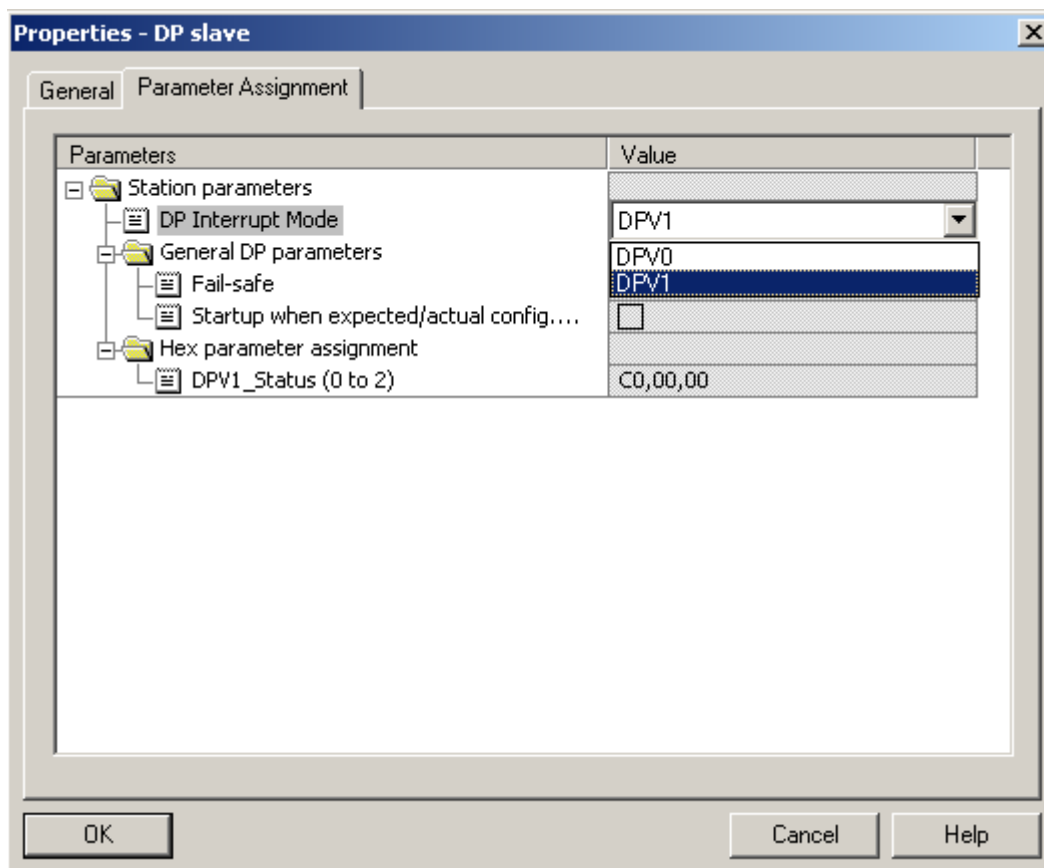 Properties - DP slave
General
Parameter Assignment
Parameters
Value
Station parameters
DP Interrupt Mode
DPV1
General DP parameters
DPV0
Fail-safe
DPV1
Startup when expected/actual config....
Hex parameter assignment
DPV1_Status (0 to 2)
C0,00,00
OK
Cancel
Help